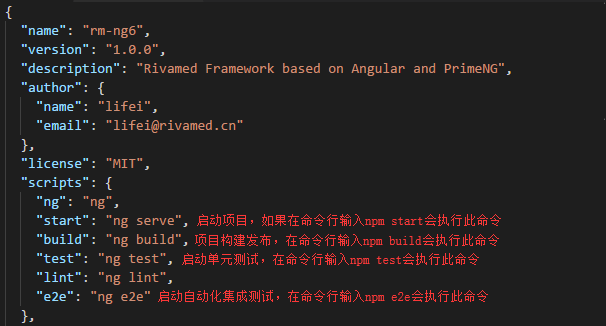 {
"name": "rm-ng6",
"version": "1.0.0",
"description": "Rivamed Framework based on Angular and PrimeNG",
"author": {
"name": "lifei",
"email": "lifei@rivamed.cn"
},
"license": "MIT",
"scripts": {
"ng": "ng",
"start": "ng serve", 启动项目，如果在命令行输入npm start会执行此命令
"build": "ng build", 项目构建发布，在命令行输入npm build会执行此命令
"test": "ng test", 启动单元测试，在命令行输入npm test会执行此命令
"lint": "ng lint",
"e2e": "ng e2e" 启动自动化集成测试，在命令行输入npm e2e会执行此命令
},